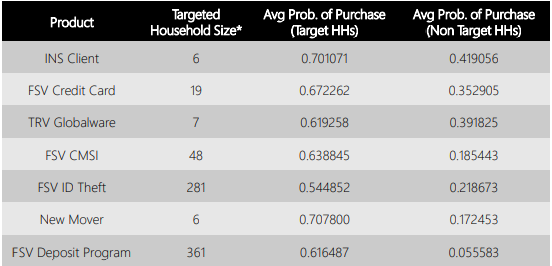 Product Targeted Household Size* Avg Prob. of Purchase (Target HHs) Avg Prob. of Purchase (Non Target HHs)
INS Client 6 0.701071 0.419056
FSV Credit Card 19 0.672262 0.352905
TRV Globalware 7 0.619258 0.391825
FSV CMSI 48 0.638845 0.185443
FSV ID Theft 281 0.544852 0.218673
New Mover 6 0.707800 0.172453
FSV Deposit Program 361 0.616487 0.055583